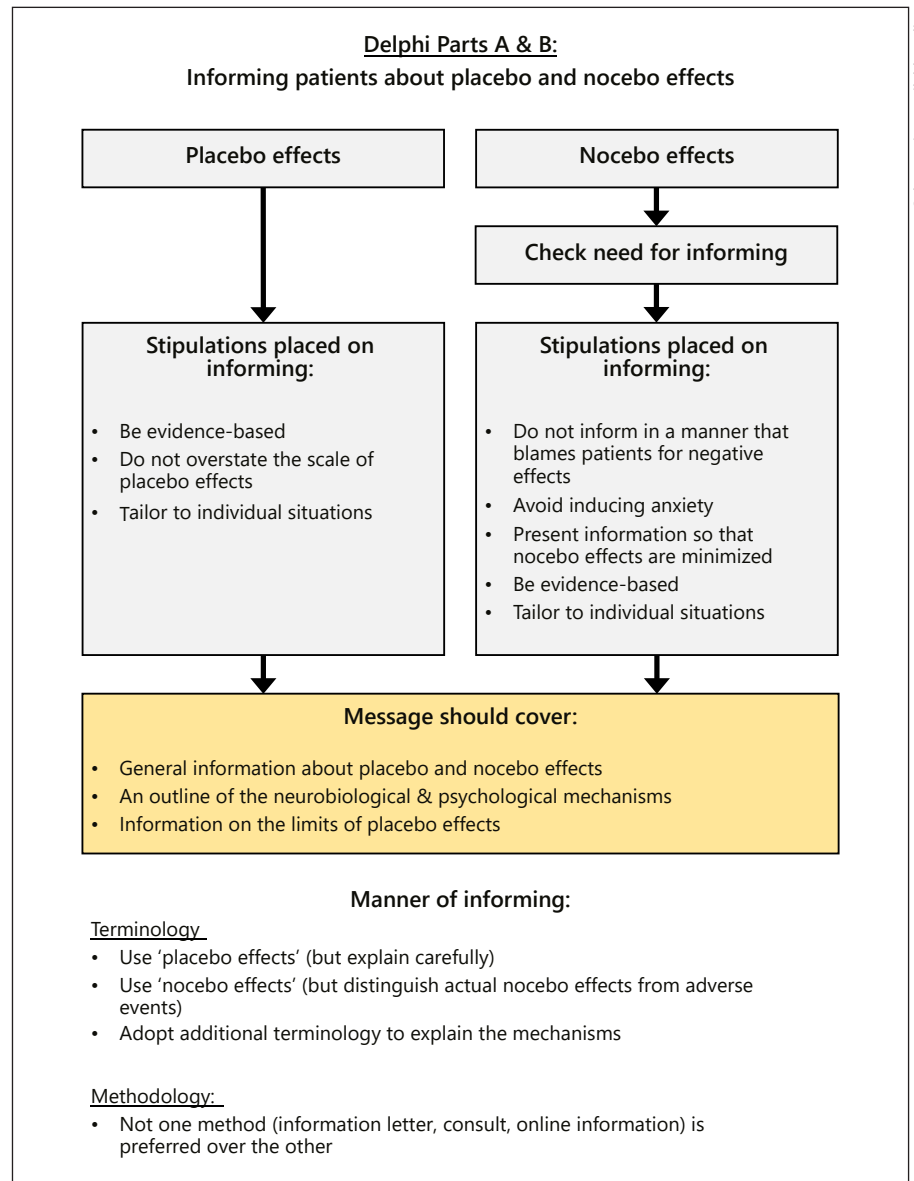 Delphi Parts A & B:
Informing patients about placebo and nocebo effects
Placebo effects
Nocebo effects
Check need for informing
Stipulations placed on
informing:
• Be evidence-based
• Do not overstate the scale of
placebo effects
• Tailor to individual situations
Stipulations placed on
informing:
• Do not inform in a manner that
blames patients for negative
effects
• Avoid inducing anxiety
• Present information so that
nocebo effects are minimized
• Be evidence-based
• Tailor to individual situations
Message should cover:
• General information about placebo and nocebo effects
• An outline of the neurobiological & psychological mechanisms
• Information on the limits of placebo effects
Manner of informing:
Terminology
• Use ‘placebo effects’ (but explain carefully)
• Use ‘nocebo effects’ (but distinguish actual nocebo effects from adverse
events)
• Adopt additional terminology to explain the mechanisms
Methodology:
• Not one method (information letter, consult, online information) is
preferred over the other